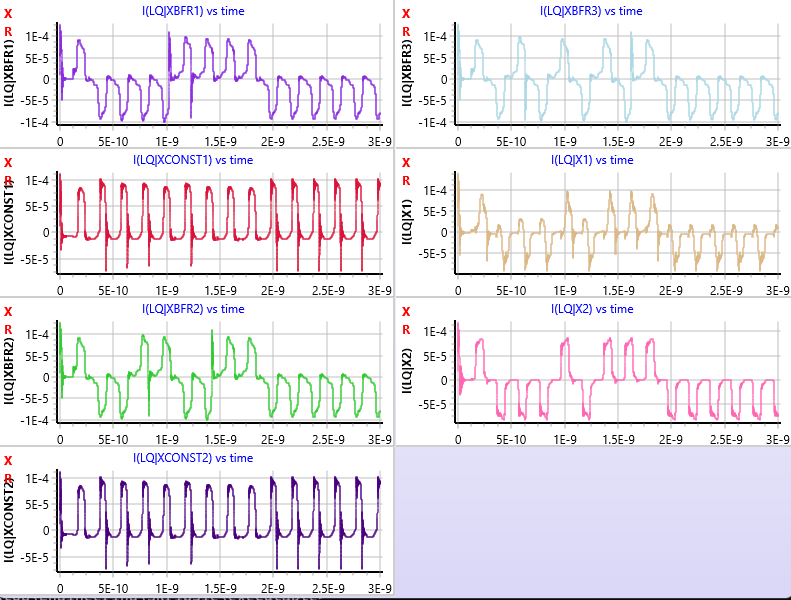 X
R
I(LQ|XBFR1) vs time
I(LQ|XBFR1)
1E-4
5E-5
0
-5E-5
-1E-4
0
5E-10
1E-9
1.5E-9
2E-9
2.5E-9
3E-9
X
R
I(LQ|XBFR3) vs time
I(LQ|XBFR3)
1E-4
5E-5
0
-5E-5
-1E-4
0
5E-10
1E-9
1.5E-9
2E-9
2.5E-9
3E-9
X
R
I(LQ|XCONST1) vs time
I(LQ|XCONST1)
1E-4
5E-5
0
-5E-5
0
5E-10
1E-9
1.5E-9
2E-9
2.5E-9
3E-9
X
R
I(LQ|X1) vs time
I(LQ|X1)
1E-4
5E-5
0
-5E-5
0
5E-10
1E-9
1.5E-9
2E-9
2.5E-9
3E-9
X
R
I(LQ|XBFR2) vs time
I(LQ|XBFR2)
1E-4
5E-5
0
-5E-5
-1E-4
0
5E-10
1E-9
1.5E-9
2E-9
2.5E-9
3E-9
X
R
I(LQ|X2) vs time
I(LQ|X2)
1E-4
5E-5
0
-5E-5
0
5E-10
1E-9
1.5E-9
2E-9
2.5E-9
3E-9
X
R
I(LQ|XCONST2) vs time
I(LQ|XCONST2)
1E-4
5E-5
0
-5E-5
0
5E-10
1E-9
1.5E-9
2E-9
2.5E-9
3E-9